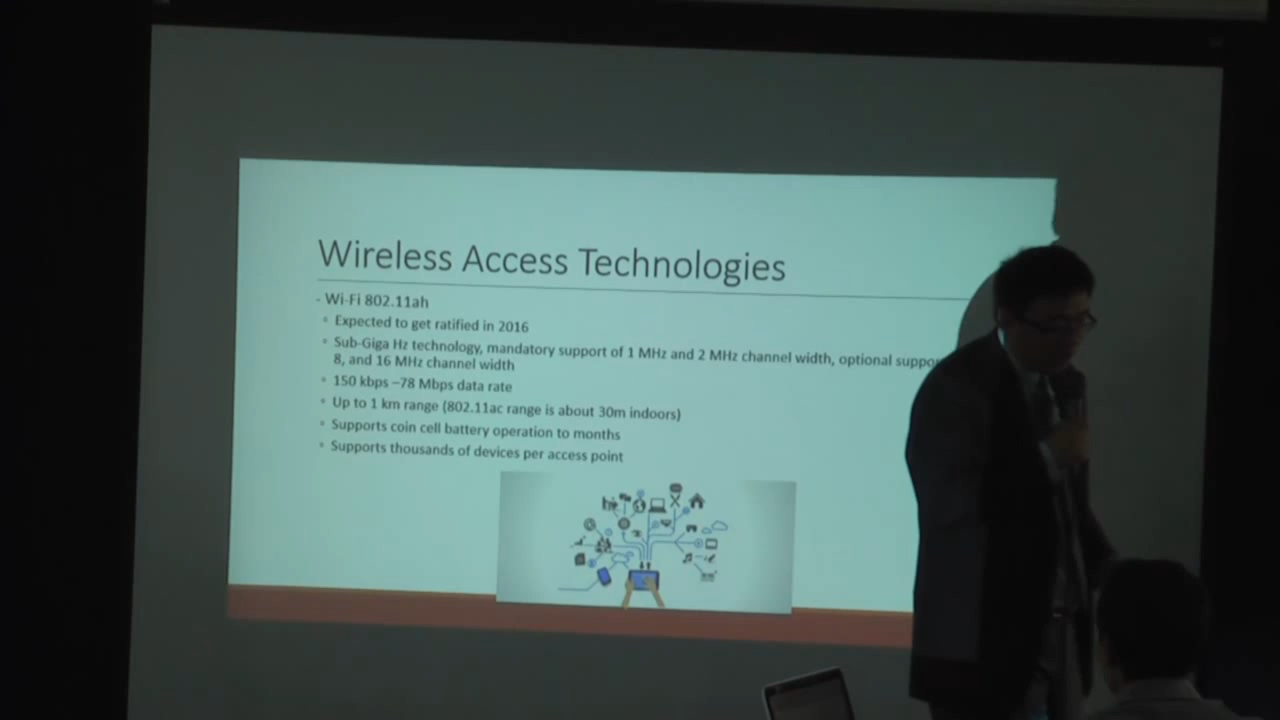 Wireless Access Technologies
- Wi-Fi 802.11ah
Expected to get ratified in 2016
Sub-Giga Hz technology, mandatory support of 1 MHz and 2 MHz channel width, optional
8, and 16 MHz channel width
150 kbps –78 Mbps data rate
Up to 1 km range (802.11ac range is about 30m indoors)
Supports coin cell battery operation to months
Supports thousands of devices per access point